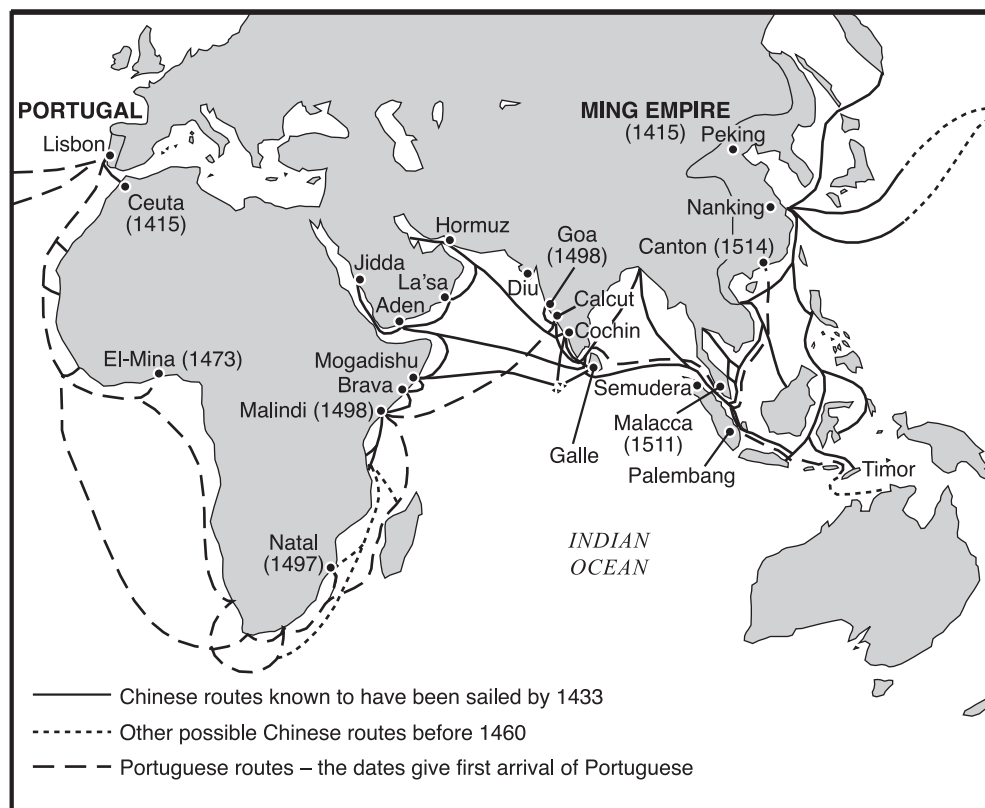 PORTUGAL
Lisbon
Ceuta
(1415)
MING EMPIRE
(1415)
Peking
Nanking
Canton (1514)
Hormuz
Goa
(1498)
Jidda
La'sa
Aden
Diu
Calcut
Cochin
El-Mina (1473)
Mogadishu
Brava
Malindi (1498)
Semudera
Malacca
(1511)
Galle
Palembang
Timor
Natal
(1497)
INDIAN
OCEAN
Chinese routes known to have been sailed by 1433
Other possible Chinese routes before 1460
Portuguese routes – the dates give first arrival of Portuguese